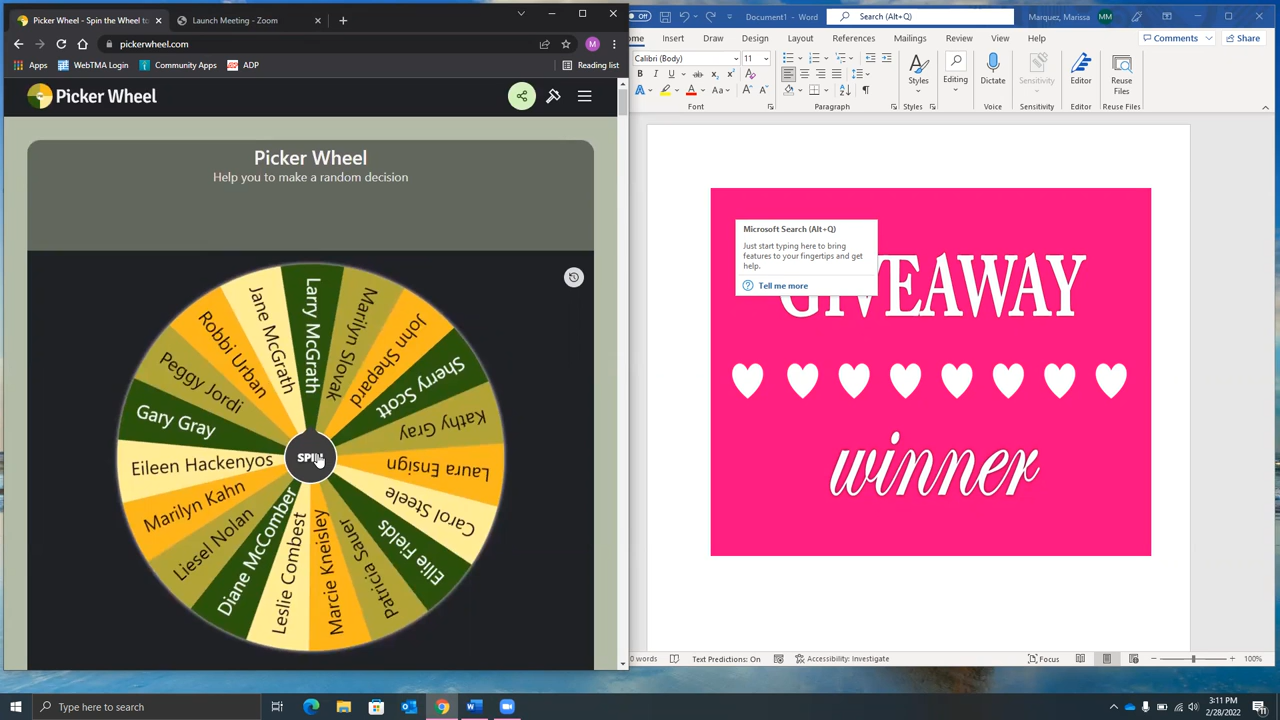 Picker Wheel - Spin the Wheel to
Meeting - Zoom
pickerwheel.com
Apps
WebIMA Login
ADP
Reading list
Picker Wheel
Picker Wheel
Help you to make a random decision
Larry McGrath
Marilyn Slovak
John Shepard
Sherry Scott
Kathy Gray
Laura Ensign
Carol Steele
Ellie Fields
Patricia Sauer
Marcie Kneisley
Leslie Combest
Diane McComber
Liesel Nolan
Marilyn Kahn
Eileen Hackenyos
Gary Gray
Peggy Jordi
Robbi Urban
Jane McGrath
SPIN
Off
Document1 - Word
Search (Alt+Q)
Marquez, Marissa
MM
ome
Insert
Draw
Design
Layout
References
Mailings
Review
View
Help
Comments
Share
Calibri (Body)
11
Styles
Editing
Dictate
Sensitivity
Editor
Reuse
Files
Font
Paragraph
Styles
Voice
Sensitivity
Editor
Reuse Files
Microsoft Search (Alt+Q)
Just start typing here to bring
features to your fingertips and get
help.
Tell me more
GIVEAWAY
winner
0 words
Text Predictions: On
Accessibility: Investigate
Focus
100%
Type here to search
3:11 PM
2/28/2022